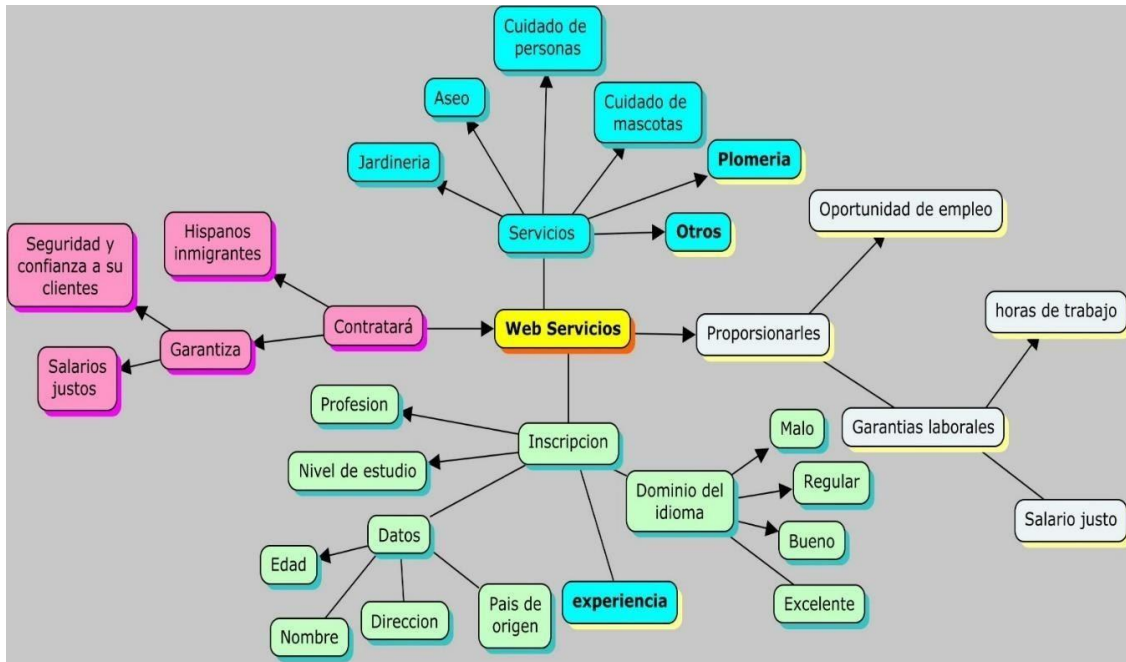 Cuidado de
personas
Aseo
Cuidado de
mascotas
Jardineria
Plomeria
Servicios
Otros
Oportunidad de empleo
Hispanos
inmigrantes
Seguridad y
confianza a su
clientes
Contratará
Garantiza
Salarios
justos
Web Servicios
Proporsionarles
horas de trabajo
Garantias laborales
Salario justo
Profesion
Inscripcion
Nivel de estudio
Dominio del
idioma
Malo
Regular
Bueno
Excelente
Datos
Edad
Nombre
Direccion
Pais de
origen
experiencia